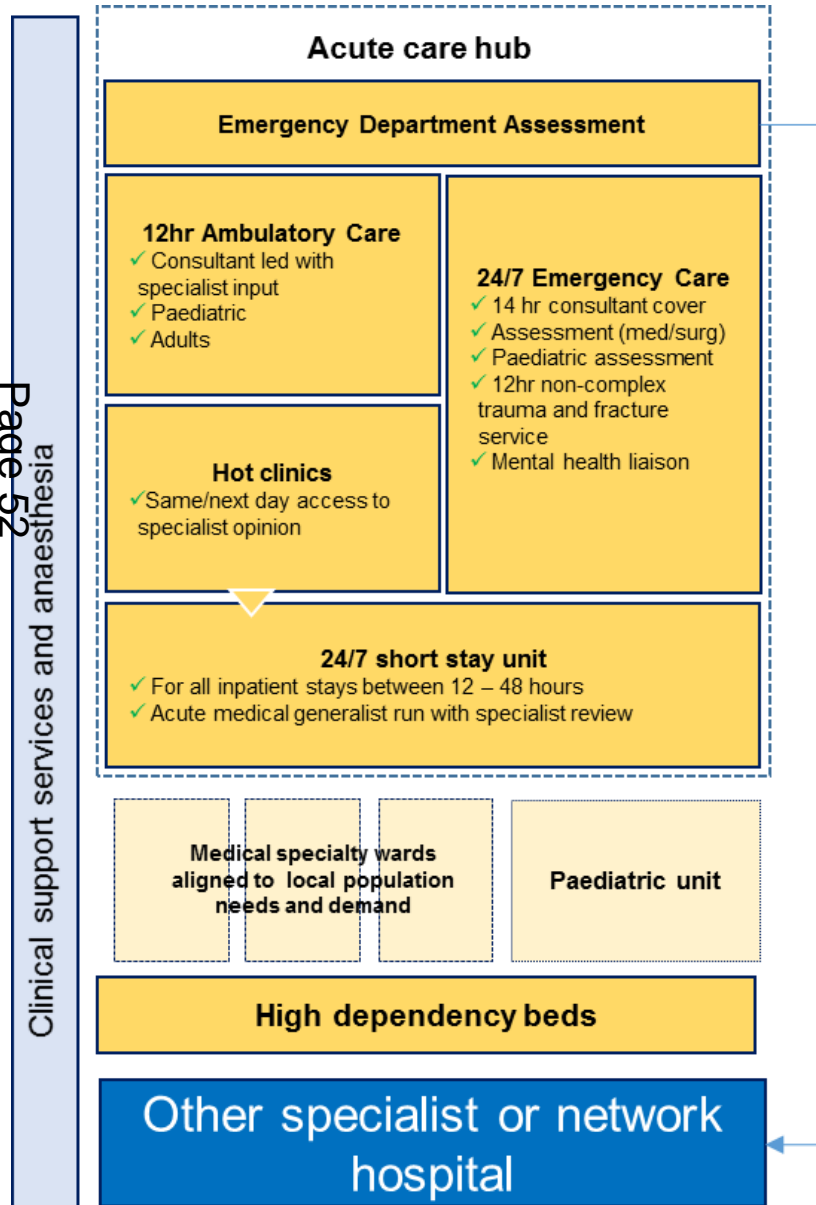 Acute care hub
Emergency Department Assessment
12hr Ambulatory Care
✓ Consultant led with
specialist input
✓ Paediatric
✓ Adults
24/7 Emergency Care
✓ 14 hr consultant cover
✓ Assessment (med/surg)
✓ Paediatric assessment
✓ 12hr non-complex
trauma and fracture
service
✓ Mental health liaison
Hot clinics
✓ Same/next day access to
specialist opinion
24/7 short stay unit
✓ For all inpatient stays between 12 – 48 hours
✓ Acute medical generalist run with specialist review
Medical specialty wards
aligned to local population
needs and demand
Paediatric unit
High dependency beds
Other specialist or network
hospital
Clinical support services and anaesthesia
Page 52